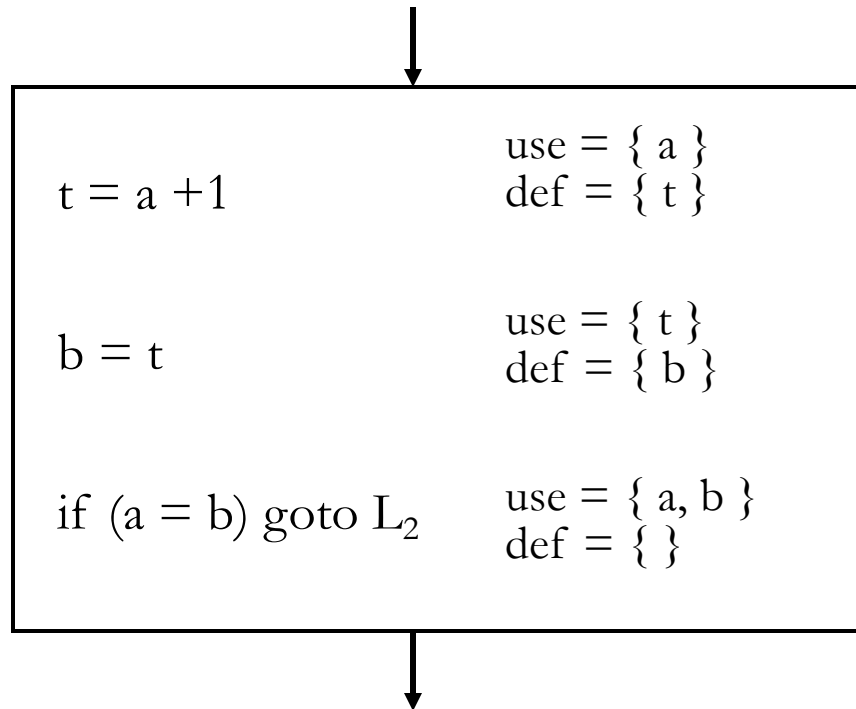 use = { a }
t = a +1
def = { t }
use = { t }
b = t
def = { b }
use = { a, b }
if (a = b) goto L₂
def = { }